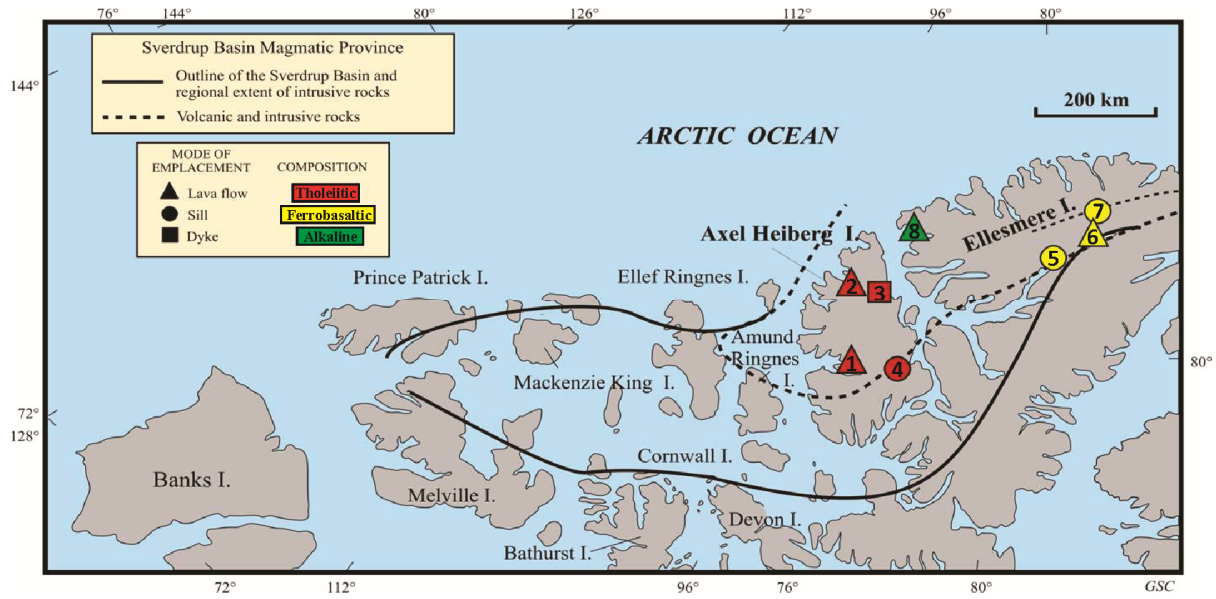 76° 144° 80° 126° 112° 96° 80°
Sverdrup Basin Magmatic Province
Outline of the Sverdrup Basin and
regional extent of intrusive rocks
Volcanic and intrusive rocks
144°
200 km
ARCTIC OCEAN
MODE OF
EMPLACEMENT
COMPOSITION
Lava flow
Tholeiitic
Sill
Ferrobasaltic
Dyke
Alkaline
7
Ellesmere I.
6
8
Axel Heiberg I.
5
Prince Patrick I.
Ellef Ringnes I.
2
3
Amund
Ringnes
I.
1
4
80°
Mackenzie King I.
72°
128°
Cornwall I.
Banks I.
Melville I.
Devon I.
Bathurst I.
72° 112° 96° 76° 80°
GSC